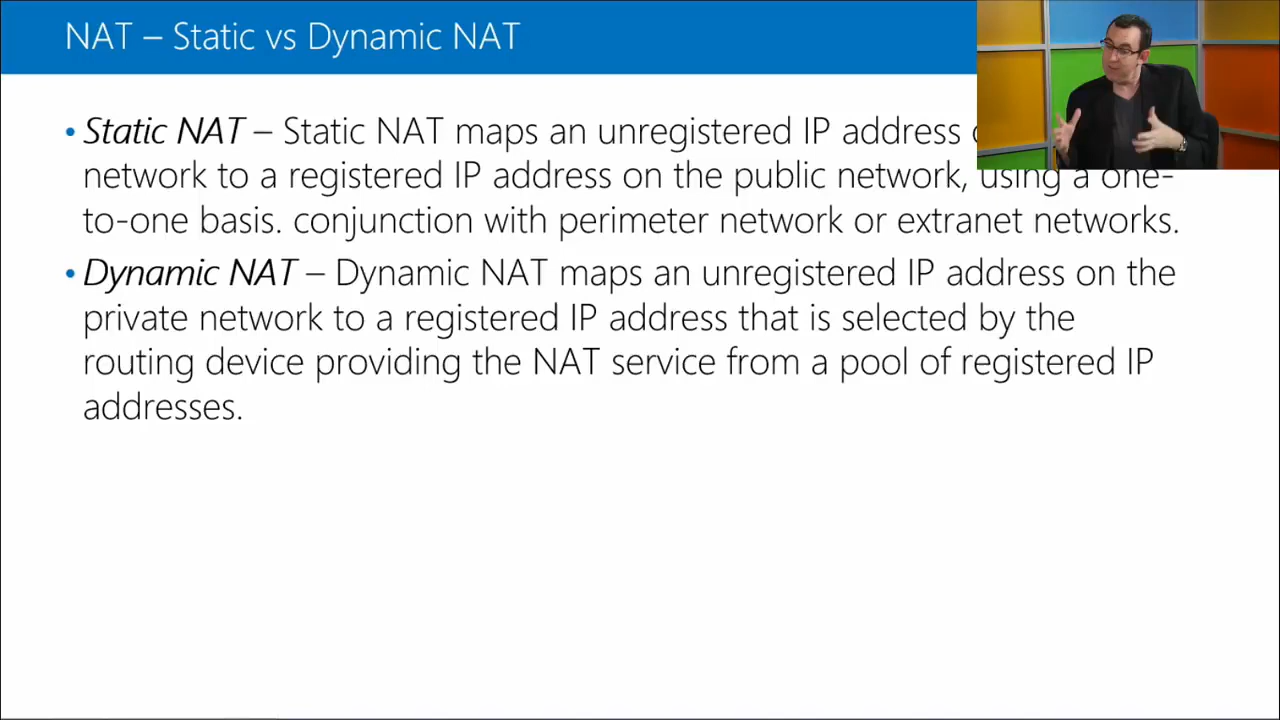 NAT – Static vs Dynamic NAT
• Static NAT – Static NAT maps an unregistered IP address
network to a registered IP address on the public network, using a one-
to-one basis. conjunction with perimeter network or extranet networks.
• Dynamic NAT – Dynamic NAT maps an unregistered IP address on the
private network to a registered IP address that is selected by the
routing device providing the NAT service from a pool of registered IP
addresses.